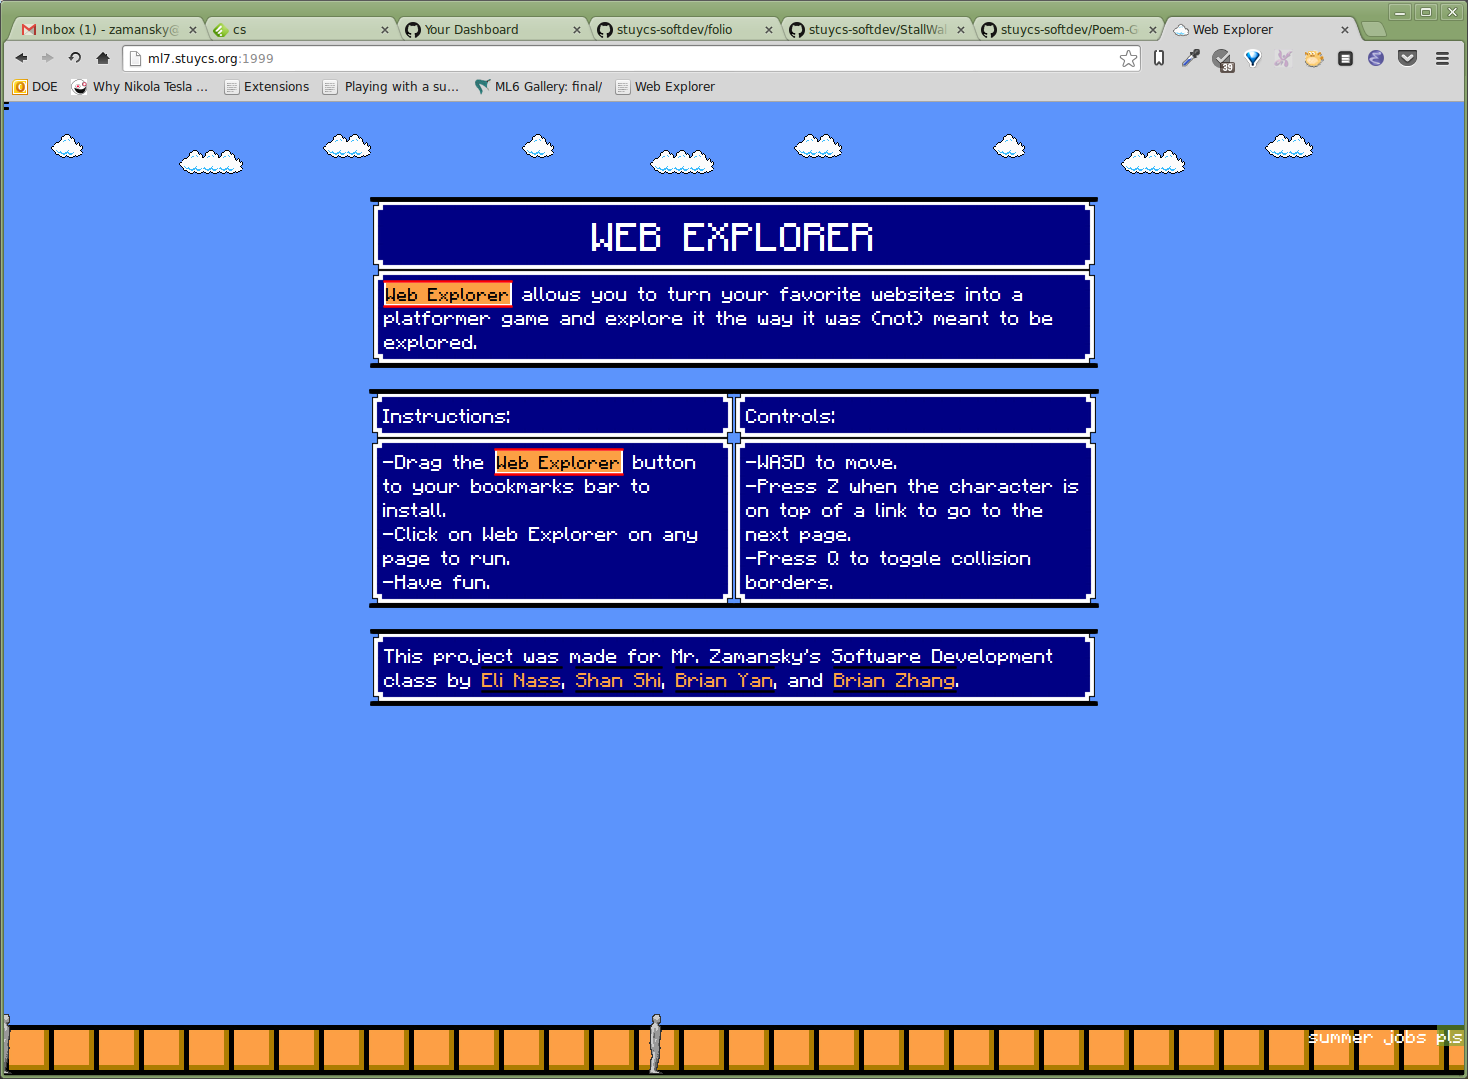 Inbox (1) - zamansky@
cs
Your Dashboard
stuycs-softdev/folio
stuycs-softdev/StallWal
stuycs-softdev/Poem-G
Web Explorer
ml7.stuycs.org:1999
39
DOE
Why Nikola Tesla ...
Extensions
Playing with a su...
ML6 Gallery: final/
Web Explorer
WEB EXPLORER
Web Explorer allows you to turn your favorite websites into a
platformer game and explore it the way it was (not) meant to be
explored.
Instructions:
-Drag the Web Explorer button
to your bookmarks bar to
install.
-Click on Web Explorer on any
page to run.
-Have fun.
Controls:
-WASD to move.
-Press Z when the character is
on top of a link to go to the
next page.
-Press Q to toggle collision
borders.
This project was made for Mr. Zamansky's Software Development
class by Eli Nass, Shan Shi, Brian Yan, and Brian Zhang.
summer jobs pls